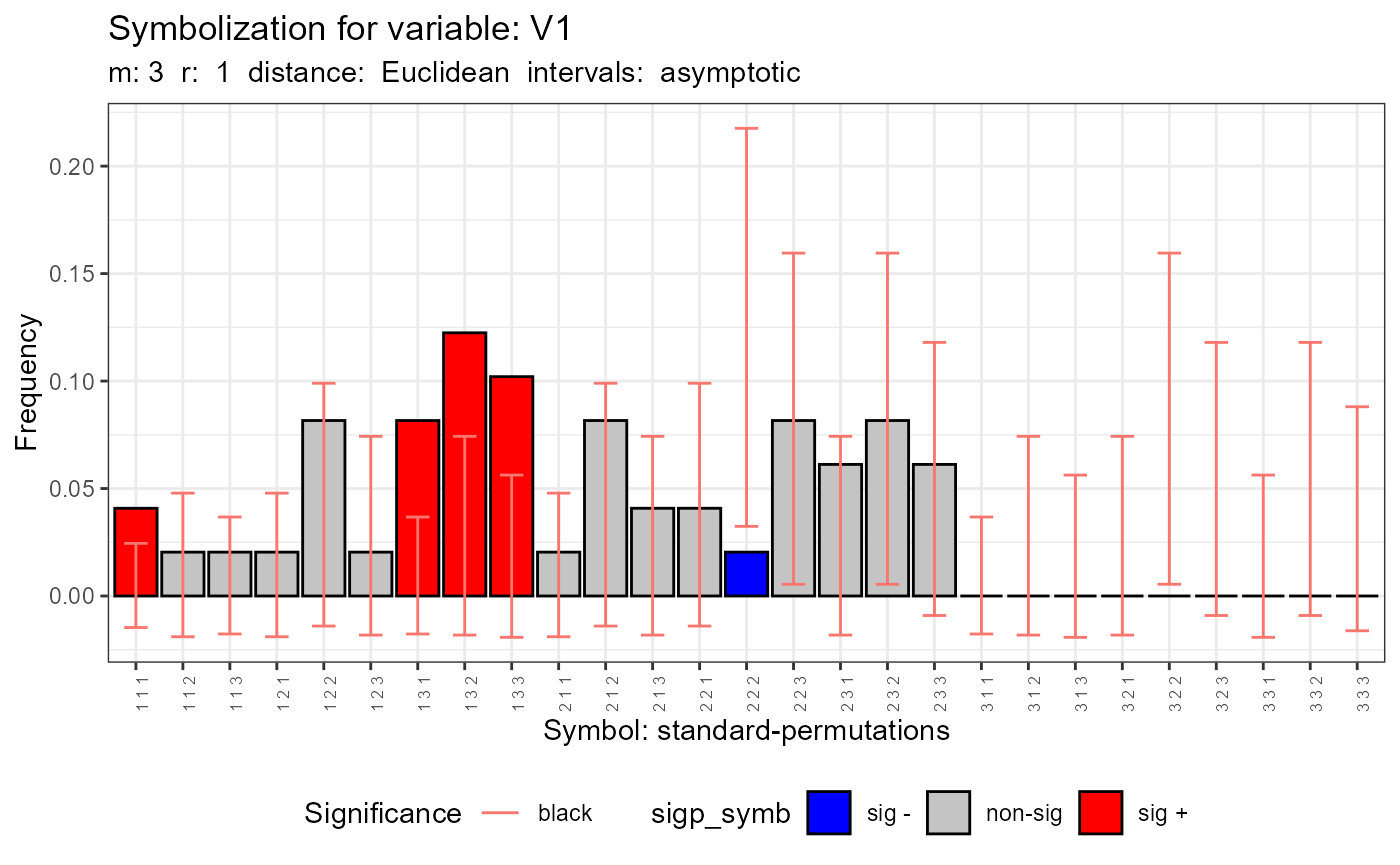 Symbolization for variable: V1
m: 3 r: 1 distance: Euclidean intervals: asymptotic
Frequency
0.20
0.15
0.10
0.05
0.00
1 1 1 1 1 2 1 1 3 1 2 1 1 2 2 1 2 3 1 3 1 1 3 2 1 3 3 2 1 1 2 1 2 2 1 3 2 2 1 2 2 2 2 2 3 2 3 1 2 3 2 2 3 3 3 1 1 3 1 2 3 1 3 3 2 1 3 2 2 3 2 3 3 3 1 3 3 2 3 3 3
Symbol: standard-permutations
Significance black sigp_symb sig - non-sig sig +